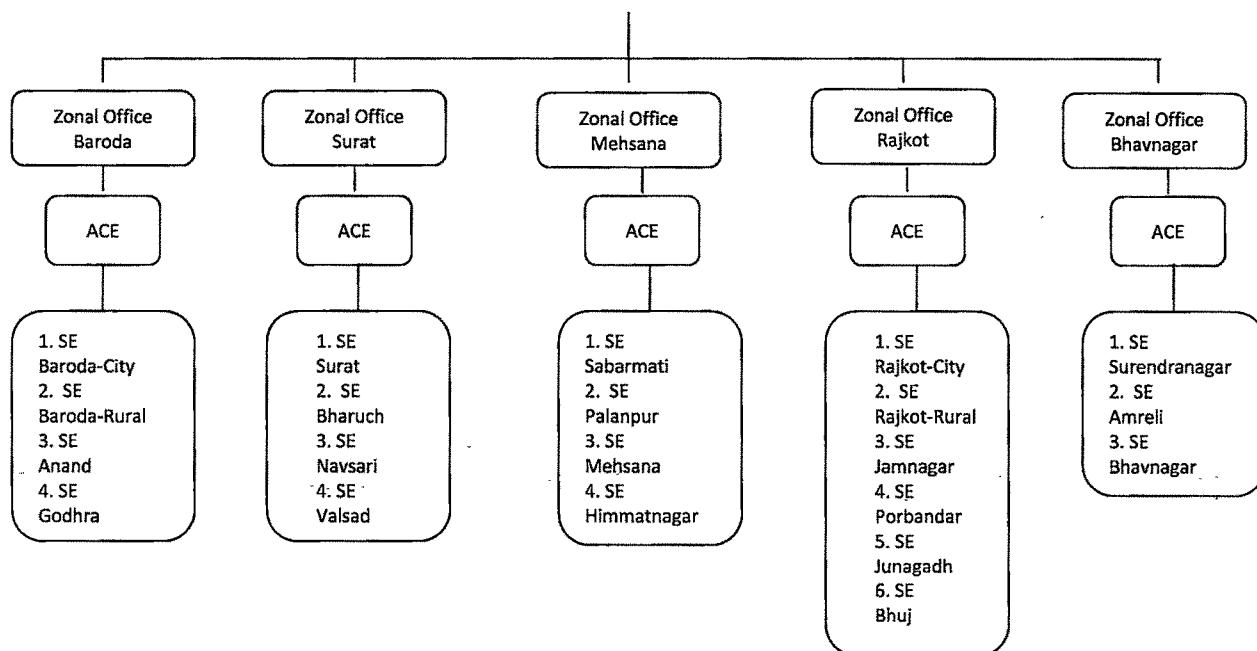 Zonal Office
Baroda
ACE
1. SE
Baroda-City
2. SE
Baroda-Rural
3. SE
Anand
4. SE
Godhra
Zonal Office
Surat
ACE
1. SE
Surat
2. SE
Bharuch
3. SE
Navsari
4. SE
Valsad
Zonal Office
Mehsana
ACE
1. SE
Sabarmati
2. SE
Palanpur
3. SE
Mehsana
4. SE
Himmatnagar
Zonal Office
Rajkot
ACE
1. SE
Rajkot-City
2. SE
Rajkot-Rural
3. SE
Jamnagar
4. SE
Porbandar
5. SE
Junagadh
6. SE
Bhuj
Zonal Office
Bhavnagar
ACE
1. SE
Surendranagar
2. SE
Amreli
3. SE
Bhavnagar